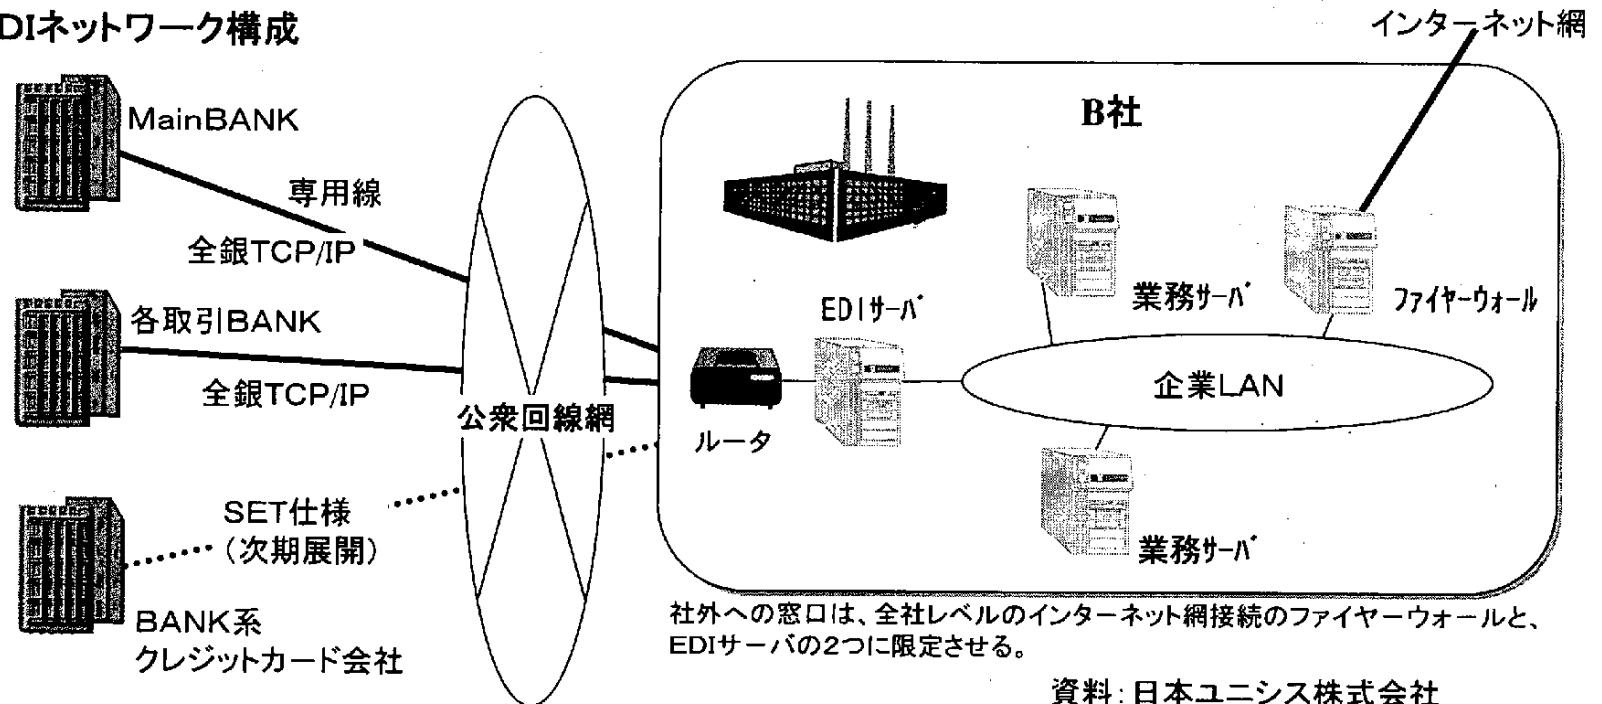 DIネットワーク構成
インターネット網
MainBANK
専用線
全銀TCP/IP
各取引BANK
全銀TCP/IP
公衆回線網
SET仕様
(次期展開)
BANK系
クレジットカード会社
B社
EDIサーバ
ルータ
業務サーバ
ファイヤーウォール
企業LAN
業務サーバ
社外への窓口は、全社レベルのインターネット網接続のファイヤーウォールと、
EDIサーバの2つに限定させる。
資料:日本ユニシス株式会社